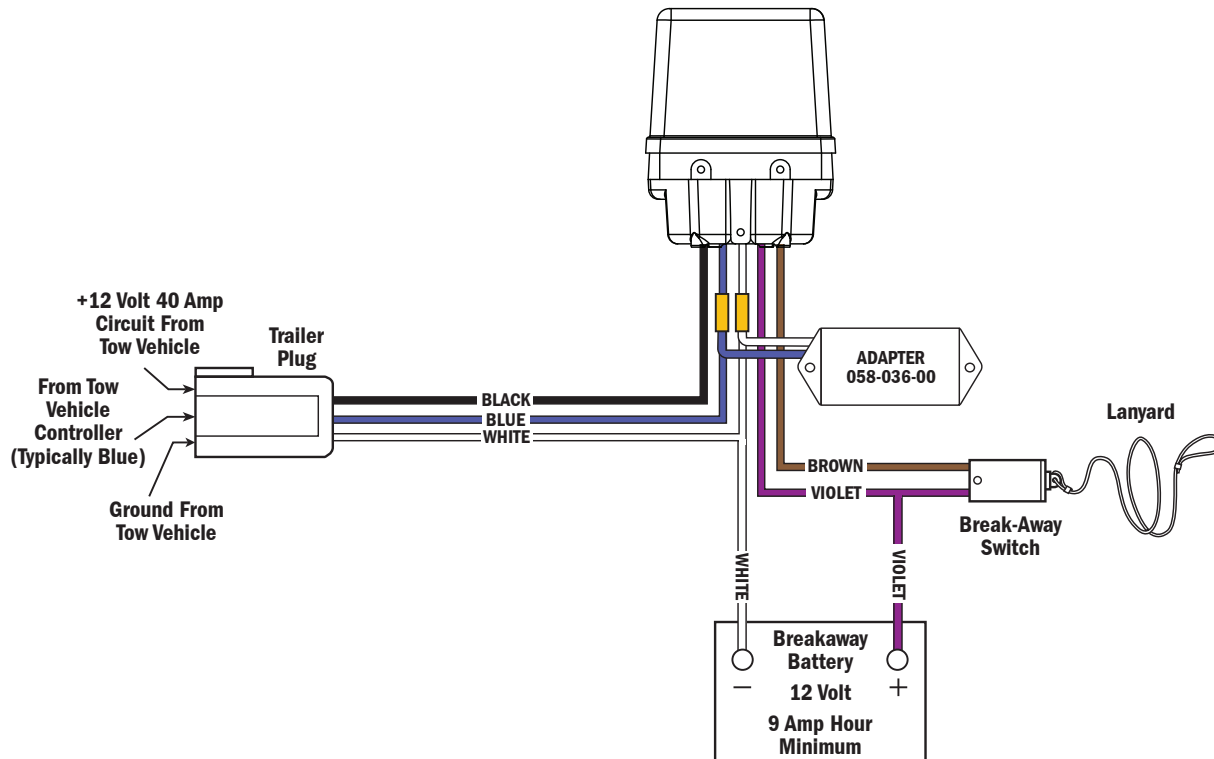 +12 Volt 40 Amp
Circuit From
Tow Vehicle
Trailer
Plug
From Tow
Vehicle
Controller
(Typically Blue)
Ground From
Tow Vehicle
BLACK
BLUE
WHITE
ADAPTER
058-036-00
Lanyard
BROWN
VIOLET
Break-Away
Switch
WHITE
VIOLET
Breakaway
Battery
– +
12 Volt
9 Amp Hour
Minimum